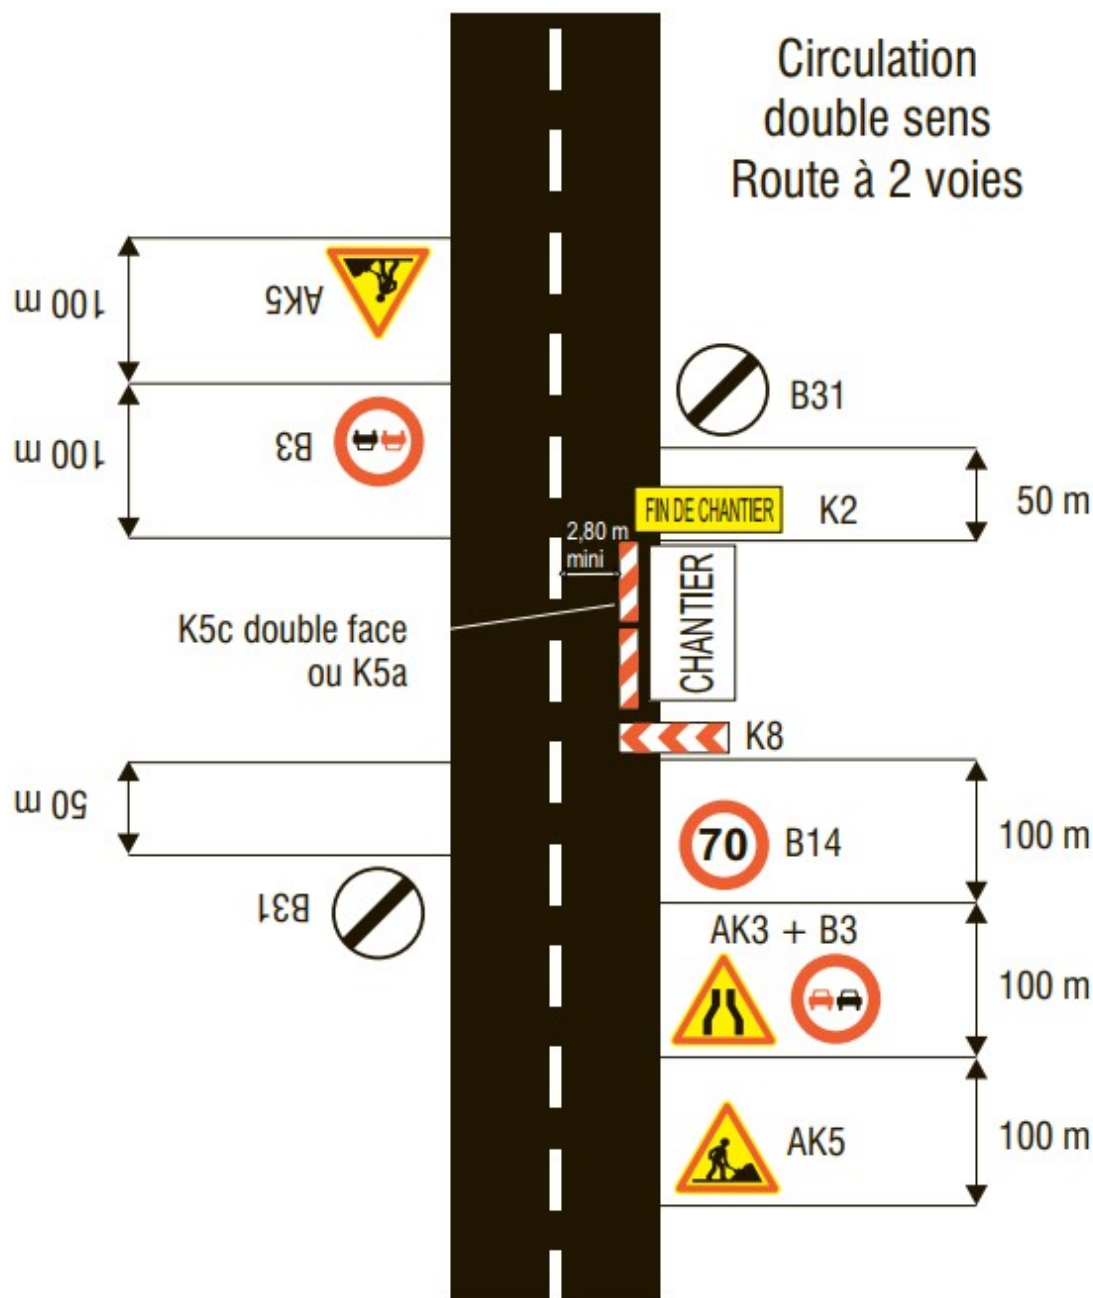 Circulation
double sens
Route à 2 voies
100 m
AK5
100 m
B3
B31
50 m
FIN DE CHANTIER
K2
2,80 m
mini
CHANTIER
K5c double face
ou K5a
K8
50 m
70
B14
100 m
B31
AK3 + B3
100 m
AK5
100 m